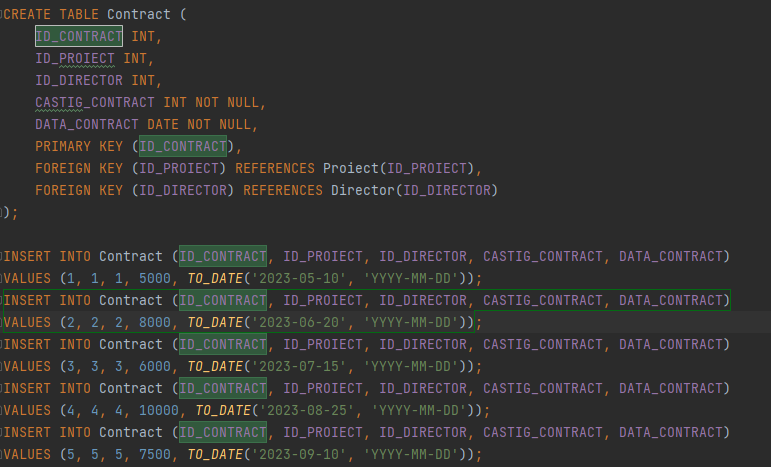 CREATE TABLE Contract (
ID_CONTRACT INT,
ID_PROIECT INT,
ID_DIRECTOR INT,
CASTIG_CONTRACT INT NOT NULL,
DATA_CONTRACT DATE NOT NULL,
PRIMARY KEY (ID_CONTRACT),
FOREIGN KEY (ID_PROIECT) REFERENCES Proiect(ID_PROIECT),
FOREIGN KEY (ID_DIRECTOR) REFERENCES Director(ID_DIRECTOR)
);
INSERT INTO Contract (ID_CONTRACT, ID_PROIECT, ID_DIRECTOR, CASTIG_CONTRACT, DATA_CONTRACT)
VALUES (1, 1, 1, 5000, TO_DATE('2023-05-10', 'YYYY-MM-DD'));
INSERT INTO Contract (ID_CONTRACT, ID_PROIECT, ID_DIRECTOR, CASTIG_CONTRACT, DATA_CONTRACT)
VALUES (2, 2, 2, 8000, TO_DATE('2023-06-20', 'YYYY-MM-DD'));
INSERT INTO Contract (ID_CONTRACT, ID_PROIECT, ID_DIRECTOR, CASTIG_CONTRACT, DATA_CONTRACT)
VALUES (3, 3, 3, 6000, TO_DATE('2023-07-15', 'YYYY-MM-DD'));
INSERT INTO Contract (ID_CONTRACT, ID_PROIECT, ID_DIRECTOR, CASTIG_CONTRACT, DATA_CONTRACT)
VALUES (4, 4, 4, 10000, TO_DATE('2023-08-25', 'YYYY-MM-DD'));
INSERT INTO Contract (ID_CONTRACT, ID_PROIECT, ID_DIRECTOR, CASTIG_CONTRACT, DATA_CONTRACT)
VALUES (5, 5, 5, 7500, TO_DATE('2023-09-10', 'YYYY-MM-DD'));